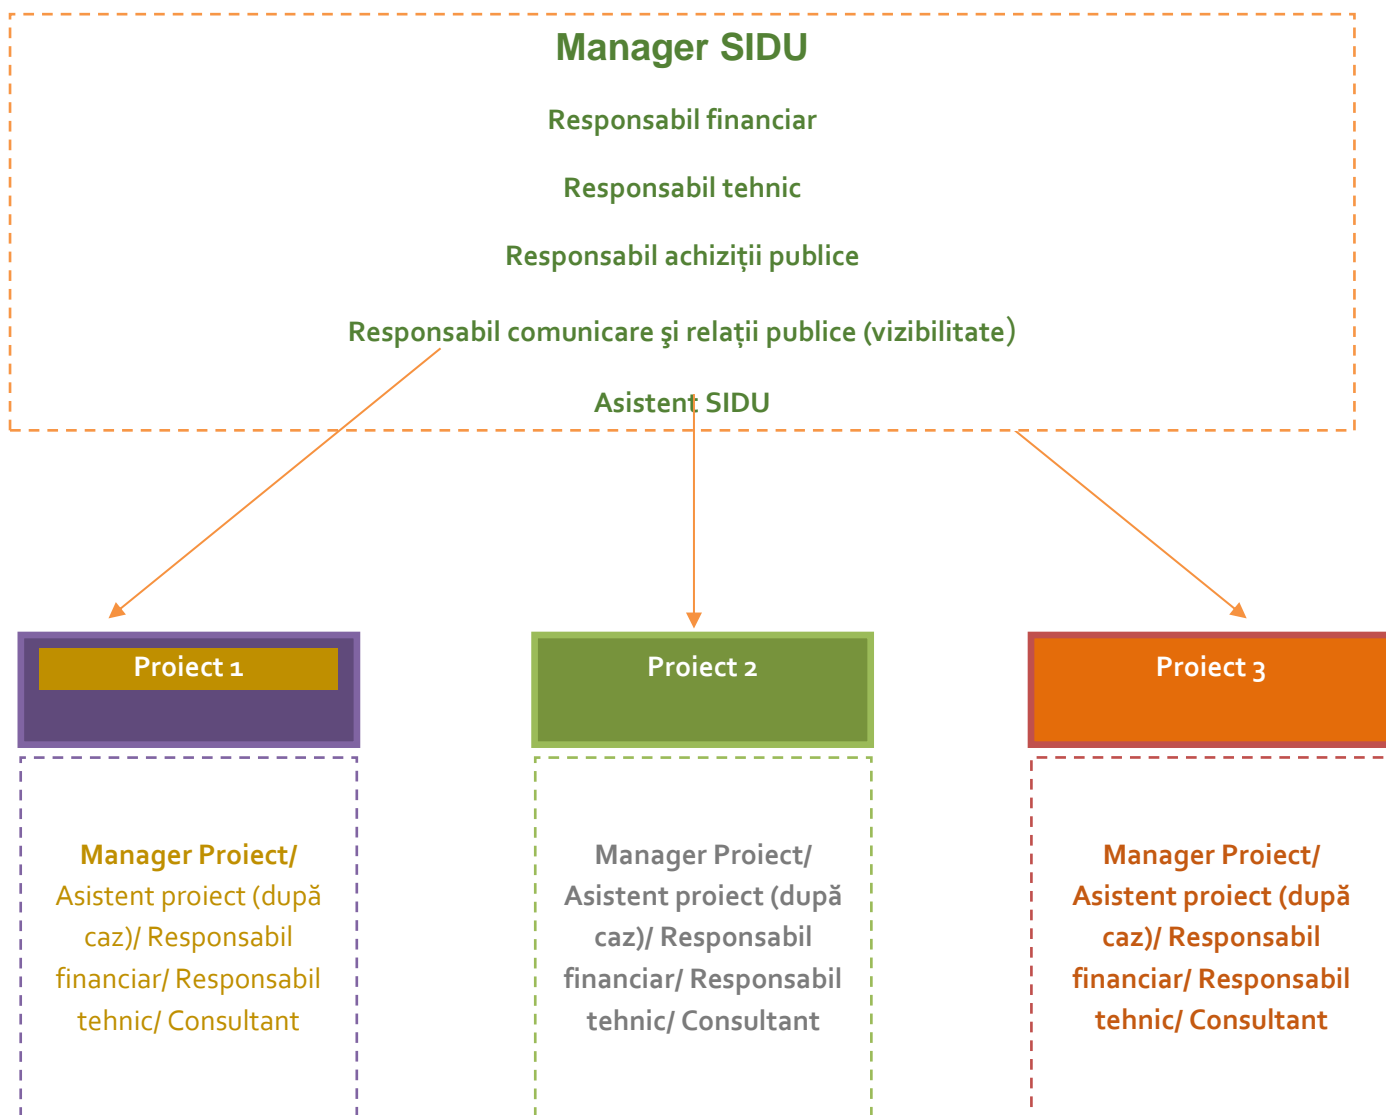 Manager SIDU
Responsabil financiar
Responsabil tehnic
Responsabil achiziții publice
Responsabil comunicare şi relații publice (vizibilitate)
Asistent SIDU
Proiect 1
Proiect 2
Proiect 3
Manager Proiect/
Asistent proiect (după
caz)/ Responsabil
financiar/ Responsabil
tehnic/ Consultant
Manager Proiect/
Asistent proiect (după
caz)/ Responsabil
financiar/ Responsabil
tehnic/ Consultant
Manager Proiect/
Asistent proiect (după
caz)/ Responsabil
financiar/ Responsabil
tehnic/ Consultant